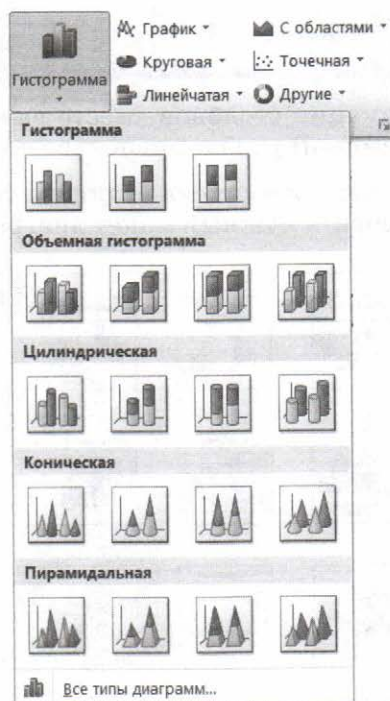 График
С областями
Круговая
Точечная
Гистограмма
Линейчатая
Другие
Гистограмма
Объемная гистограмма
Цилиндрическая
Коническая
Пирамидальная
Все типы диаграмм...